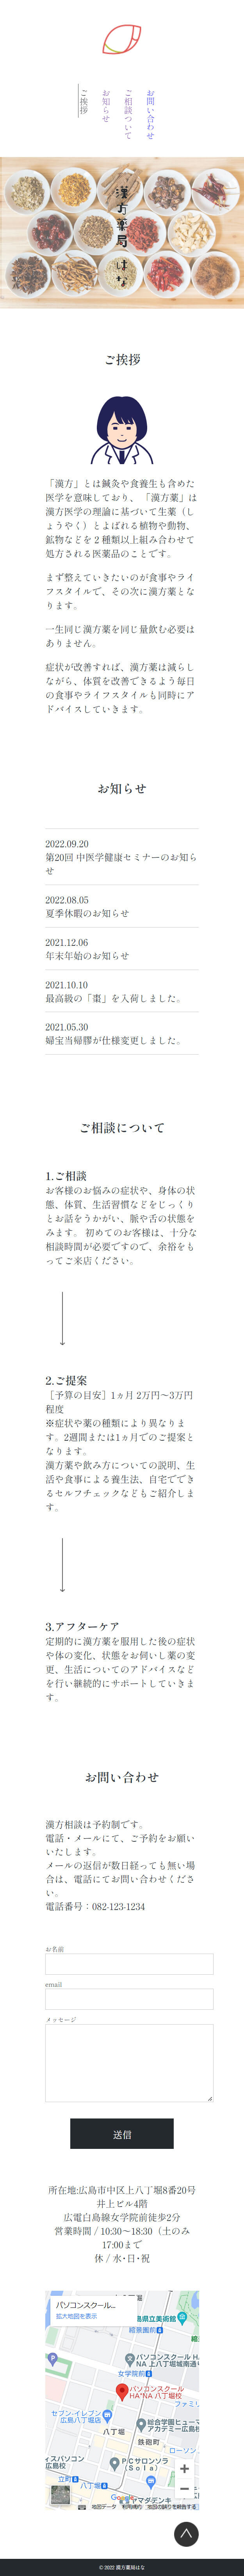 ご挨拶
お知らせ
ご相談ついて
お問い合わせ
漢方薬局 はな
ご挨拶
「漢方」とは鍼灸や食養生も含めた
医学を意味しており、 「漢方薬」は
漢方医学の理論に基づいて生薬（し
ょうやく）とよばれる植物や動物、
鉱物などを２種類以上組み合わせて
処方される医薬品のことです。
まず整えていきたいのが食事やライ
フスタイルで、その次に漢方薬とな
ります。
一生同じ漢方薬を同じ量飲む必要は
ありません。
症状が改善すれば、漢方薬は減らし
ながら、体質を改善できるよう毎日
の食事やライフスタイルも同時にア
ドバイスしていきます。
お知らせ
2022.09.20
第20回 中医学健康セミナーのお知ら
せ
2022.08.05
夏季休暇のお知らせ
2021.12.06
年末年始のお知らせ
2021.10.10
最高級の「棗」を入荷しました。
2021.05.30
婦宝当帰膠が仕様変更しました。
ご相談について
1.ご相談
お客様のお悩みの症状や、身体の状
態、体質、生活習慣などをじっくり
とお話をうかがい、脈や舌の状態を
みます。 初めてのお客様は、十分な
相談時間が必要ですので、余裕をも
ってご来店ください。
2.ご提案
［予算の目安］1ヵ月 2万円〜3万円
程度
※症状や薬の種類により異なりま
す。2週間または1ヵ月でのご提案と
なります。
漢方薬や飲み方についての説明、生
活や食事による養生法、自宅ででき
るセルフチェックなどもご紹介しま
す。
3.アフターケア
定期的に漢方薬を服用した後の症状
や体の変化、状態をお伺いし薬の変
更、生活についてのアドバイスなど
を行い継続的にサポートしていきま
す。
お問い合わせ
漢方相談は予約制です。
電話・メールにて、ご予約をお願い
いたします。
メールの返信が数日経っても無い場
合は、電話にてお問い合わせくださ
い。
電話番号：082-123-1234
お名前
email
メッセージ
送信
所在地:広島市中区上八丁堀8番20号
井上ビル4階
広電白島線女学院前徒歩2分
営業時間 / 10:30〜18:30（土のみ
17:00まで
休 / 水･日･祝
パソコンスクール...
拡大地図を表示
県立美術館
縮景園前
パソコンスクール H
NA 上八丁堀城南通り
女学院前
パソコンスクール
HA*NA 八丁堀校
ファミリ
セブン-イレブン
広島八丁堀店
八丁堀
総合学園ヒューマ
アカデミー広島校
鉄砲町
ローソン
ィスパソコン
広島校
P Cサロンソラ
（Ｓｏｌａ）
立町
八丁堀
Google
ヤマダデンキ
地図データ
利用規約
地図の誤りを報告する
© 2022 漢方薬局はな